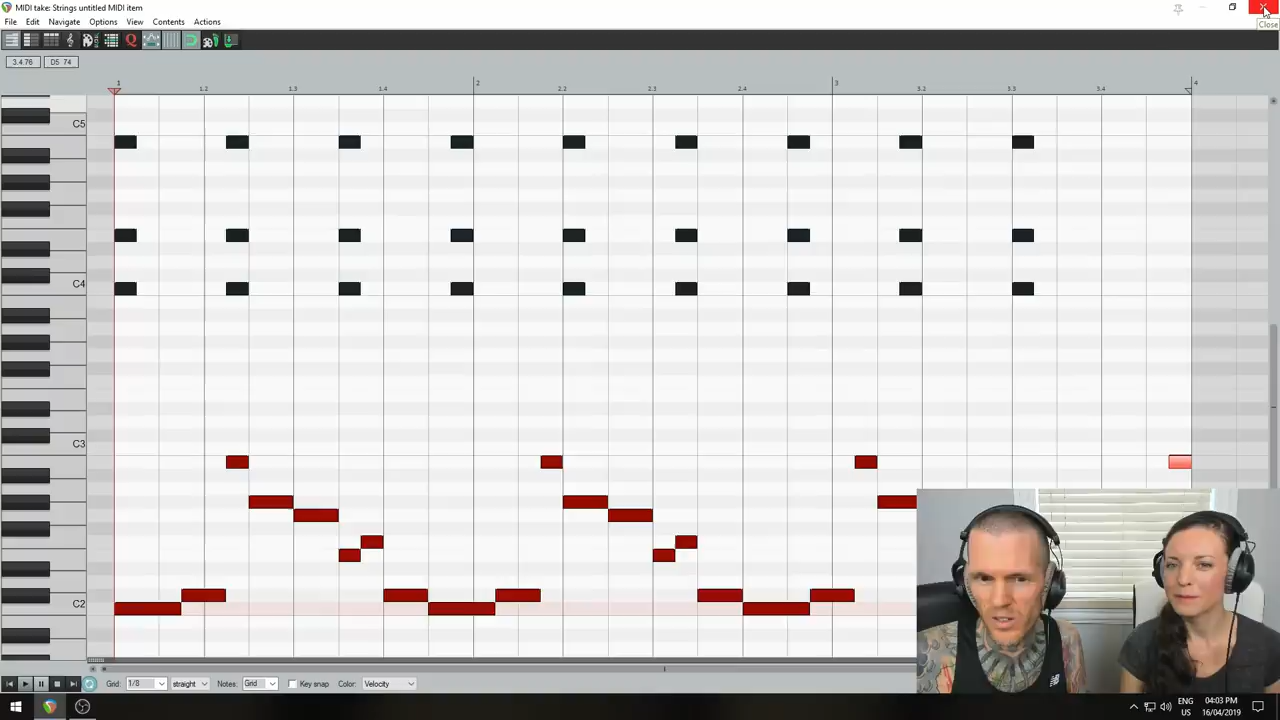 MIDI take: Strings untitled MIDI item
Close
File Edit Navigate Options View Contents Actions
Q
3.4.76 D5 74
1 1.2 1.3 1.4 2 2.2 2.3 2.4 3 3.2 3.3 3.4 4
C5
C4
C3
C2
Grid: 1/8 straight Notes: Grid Key snap Color: Velocity
ENG 04:03 PM
US 16/04/2019